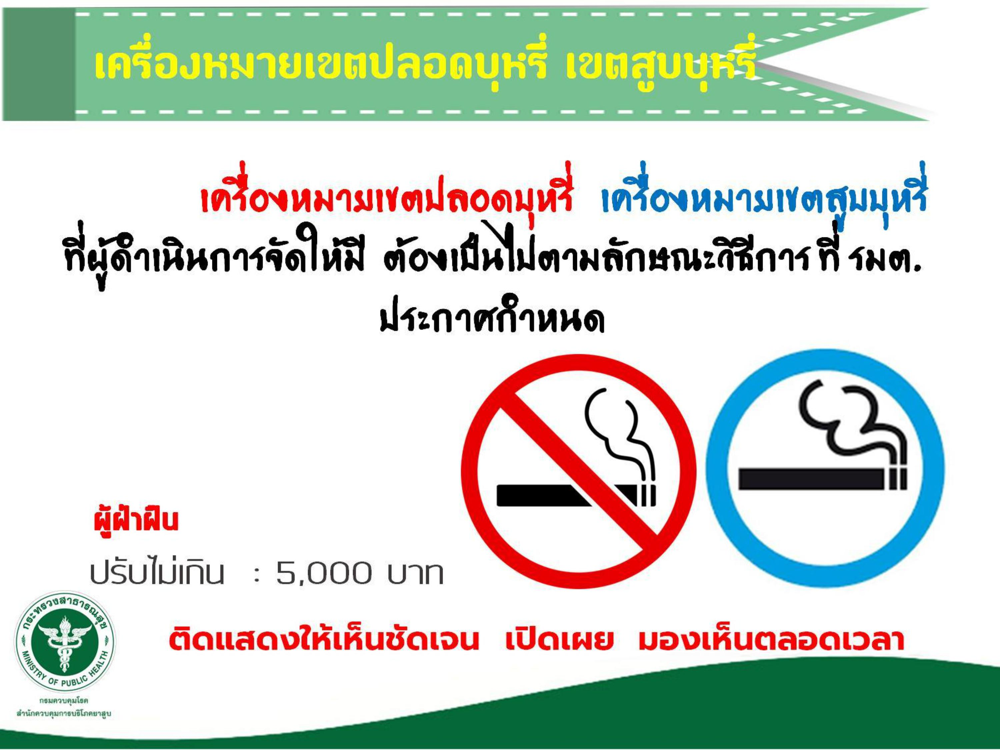 เครื่องหมายเขตปลอดบุหรี่ เขตสูบบุหรี่
เครื่องหมายเขตปลอดบุหรี่ เครื่องหมายเขตสูบบุหรี่
ที่ผู้ดำเนินการจัดให้มี ต้องเป็นไปตามลักษณะวิธีการ ที่ รมต.
ประกาศกำหนด
ผู้ฝ่าฝืน
ปรับไม่เกิน : 5,000 บาท
กระทรวงสาธารณสุข
MINISTRY OF PUBLIC HEALTH
ติดแสดงให้เห็นชัดเจน เปิดเผย มองเห็นตลอดเวลา
กรมควบคุมโรค
สำนักควบคุมการบริโภคยาสูบ